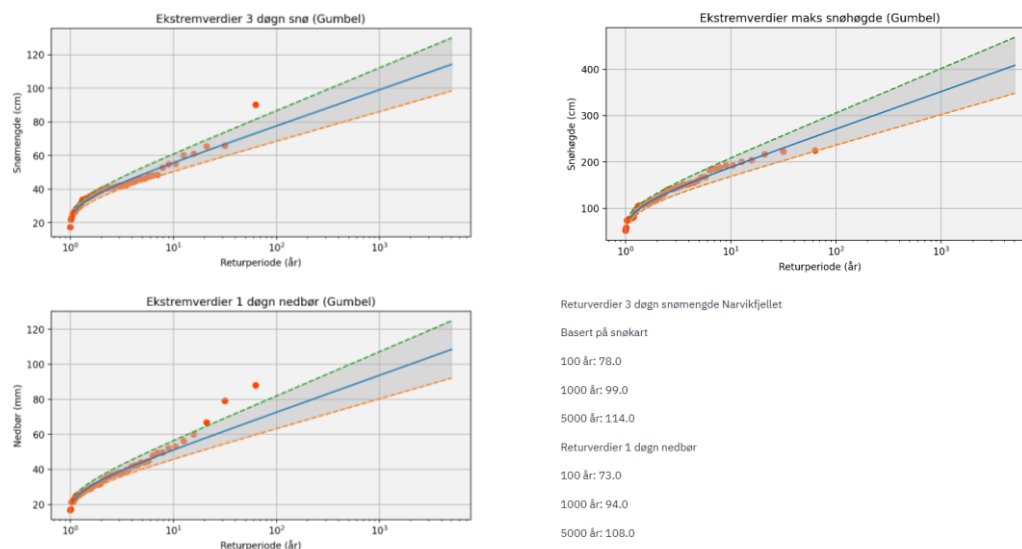 Ekstremverdier 3 døgn snø (Gumbel)
120
100
80
60
40
20
Snømengde (cm)
10⁰
10¹
10²
10³
Returperiode (år)
Ekstremverdier maks snøhøgde (Gumbel)
400
300
200
100
Snøhøgde (cm)
10⁰
10¹
10²
10³
Returperiode (år)
Ekstremverdier 1 døgn nedbør (Gumbel)
120
100
80
60
40
20
Nedbør (mm)
10⁰
10¹
10²
10³
Returperiode (år)
Returverdier 3 døgn snømengde Narvikfjellet
Basert på snøkart
100 år: 78.0
1000 år: 99.0
5000 år: 114.0
Returverdier 1 døgn nedbør
100 år: 73.0
1000 år: 94.0
5000 år: 108.0